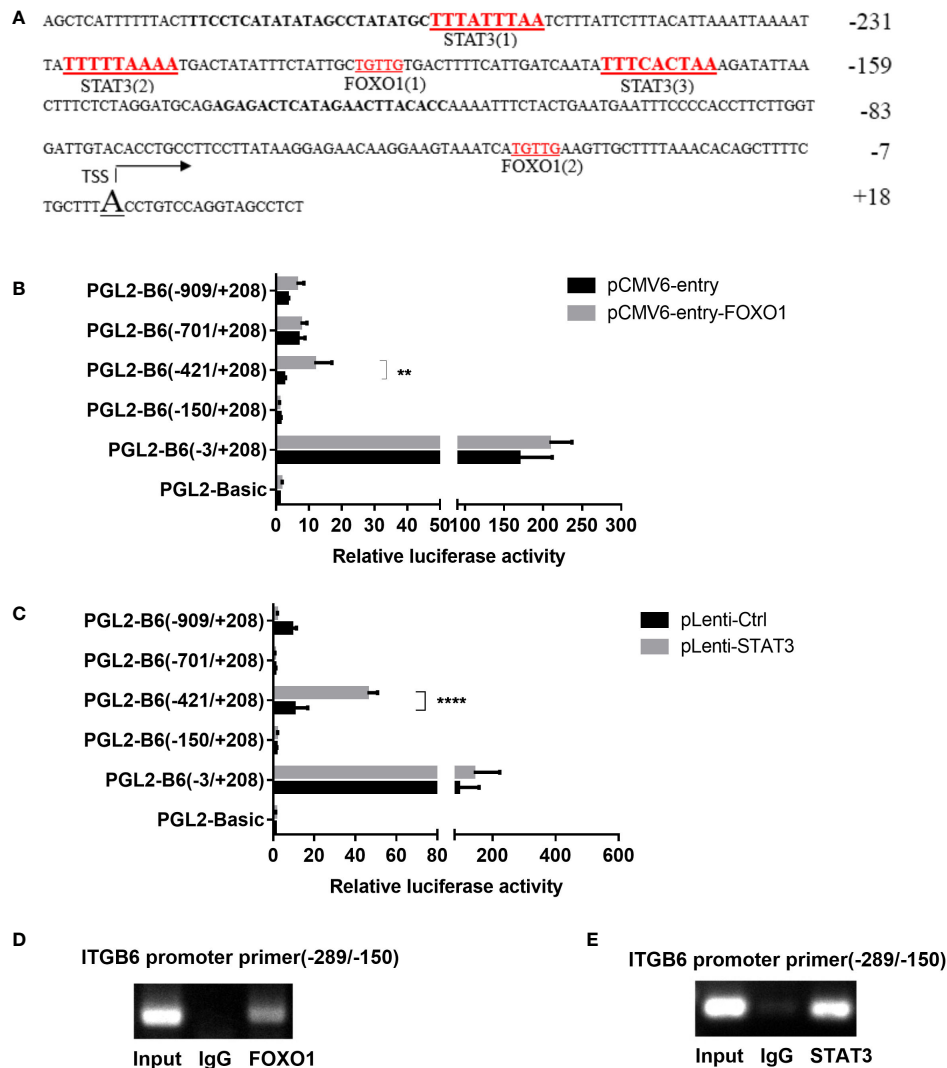 A
AGCTCATTTTTTACTTTCCTCATATATAGCCTATATGCTTTATTTAATCTTTATTCTTTACATTAAATTAAAAT -231
STAT3(1)
TATTTTTAAAATGACTATATTTCTATTGCTGTTGTGACTTTTCATTGATCAATATTTCACTAAAGATATTAA -159
STAT3(2) FOXO1(1) STAT3(3)
CTTTCTCTAGGATGCAGAGAGACTCATAGAACTTACACCAAAATTTCTACTGAATGAATTTCCCCACCTTCTTGGT -83
GATTGTACACCTGCCTTCCTTATAAGGAGAACAAGGAAGTAAATCATGTTGAAGTTGCTTTTAAACACAGCTTTTC -7
TSS FOXO1(2)
TGCTTTACCTGTCCAGGTAGCCTCT +18
B
PGL2-B6(-909/+208)
PGL2-B6(-701/+208)
PGL2-B6(-421/+208)
PGL2-B6(-150/+208)
PGL2-B6(-3/+208)
PGL2-Basic
pCMV6-entry
pCMV6-entry-FOXO1
**
0 10 20 30 40 50 100 150 200 250 300
Relative luciferase activity
C
PGL2-B6(-909/+208)
PGL2-B6(-701/+208)
PGL2-B6(-421/+208)
PGL2-B6(-150/+208)
PGL2-B6(-3/+208)
PGL2-Basic
pLenti-Ctrl
pLenti-STAT3
****
0 20 40 60 80 200 400 600
Relative luciferase activity
D
ITGB6 promoter primer(-289/-150)
Input IgG FOXO1
E
ITGB6 promoter primer(-289/-150)
Input IgG STAT3